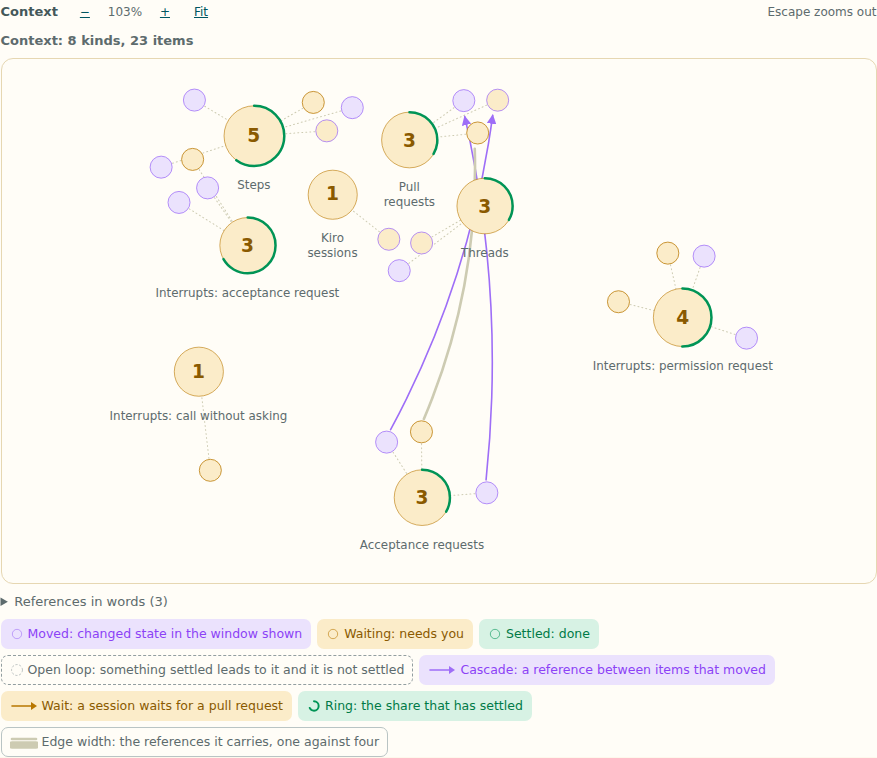 Context − 103% + Fit Escape zooms out
Context: 8 kinds, 23 items
5
Steps
3
Pull
requests
1
Kiro
sessions
3
Threads
3
Interrupts: acceptance request
4
Interrupts: permission request
1
Interrupts: call without asking
3
Acceptance requests
References in words (3)
Moved: changed state in the window shown
Waiting: needs you
Settled: done
Open loop: something settled leads to it and it is not settled
Cascade: a reference between items that moved
Wait: a session waits for a pull request
Ring: the share that has settled
Edge width: the references it carries, one against four